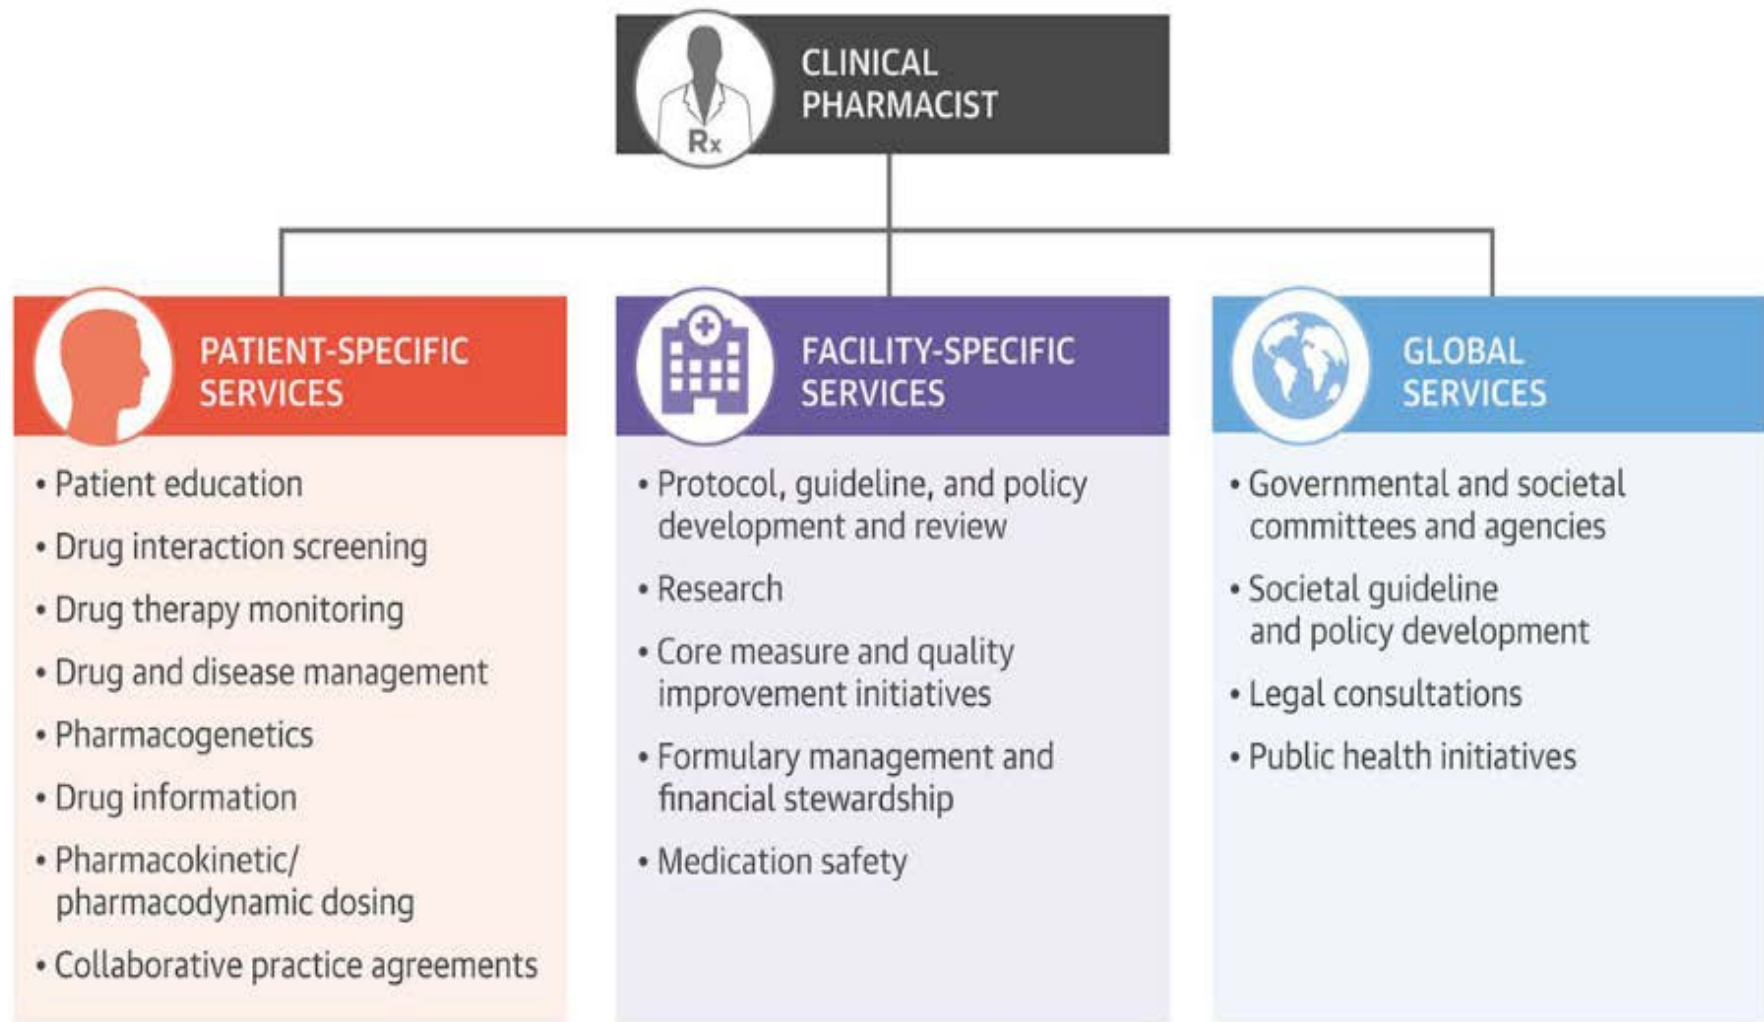 CLINICAL
PHARMACIST
Rx
PATIENT-SPECIFIC
SERVICES
• Patient education
• Drug interaction screening
• Drug therapy monitoring
• Drug and disease management
• Pharmacogenetics
• Drug information
• Pharmacokinetic/
pharmacodynamic dosing
• Collaborative practice agreements
FACILITY-SPECIFIC
SERVICES
• Protocol, guideline, and policy
development and review
• Research
• Core measure and quality
improvement initiatives
• Formulary management and
financial stewardship
• Medication safety
GLOBAL
SERVICES
• Governmental and societal
committees and agencies
• Societal guideline
and policy development
• Legal consultations
• Public health initiatives